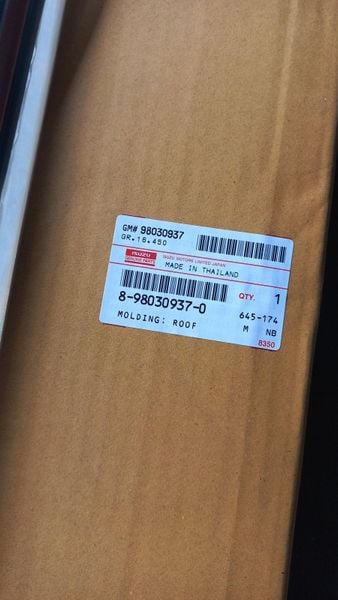 GM# 98030937
GR.16.450
ISUZU
GENUINE PARTS
ISUZU MOTORS LIMITED JAPAN
MADE IN THAILAND
QTY. 1
8-98030937-0
645-174
MOLDING: ROOF
M NB
8350